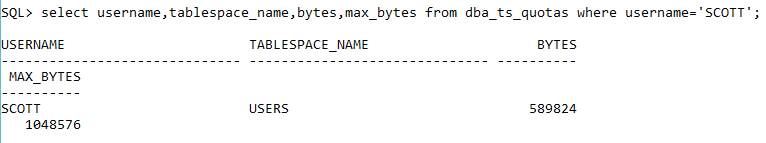 SQL> select username,tablespace_name,bytes,max_bytes from dba_ts_quotas where username='SCOTT';
USERNAME                       TABLESPACE_NAME                     BYTES
------------------------------ ------------------------------ ----------
 MAX_BYTES
----------
SCOTT                          USERS                              589824
   1048576